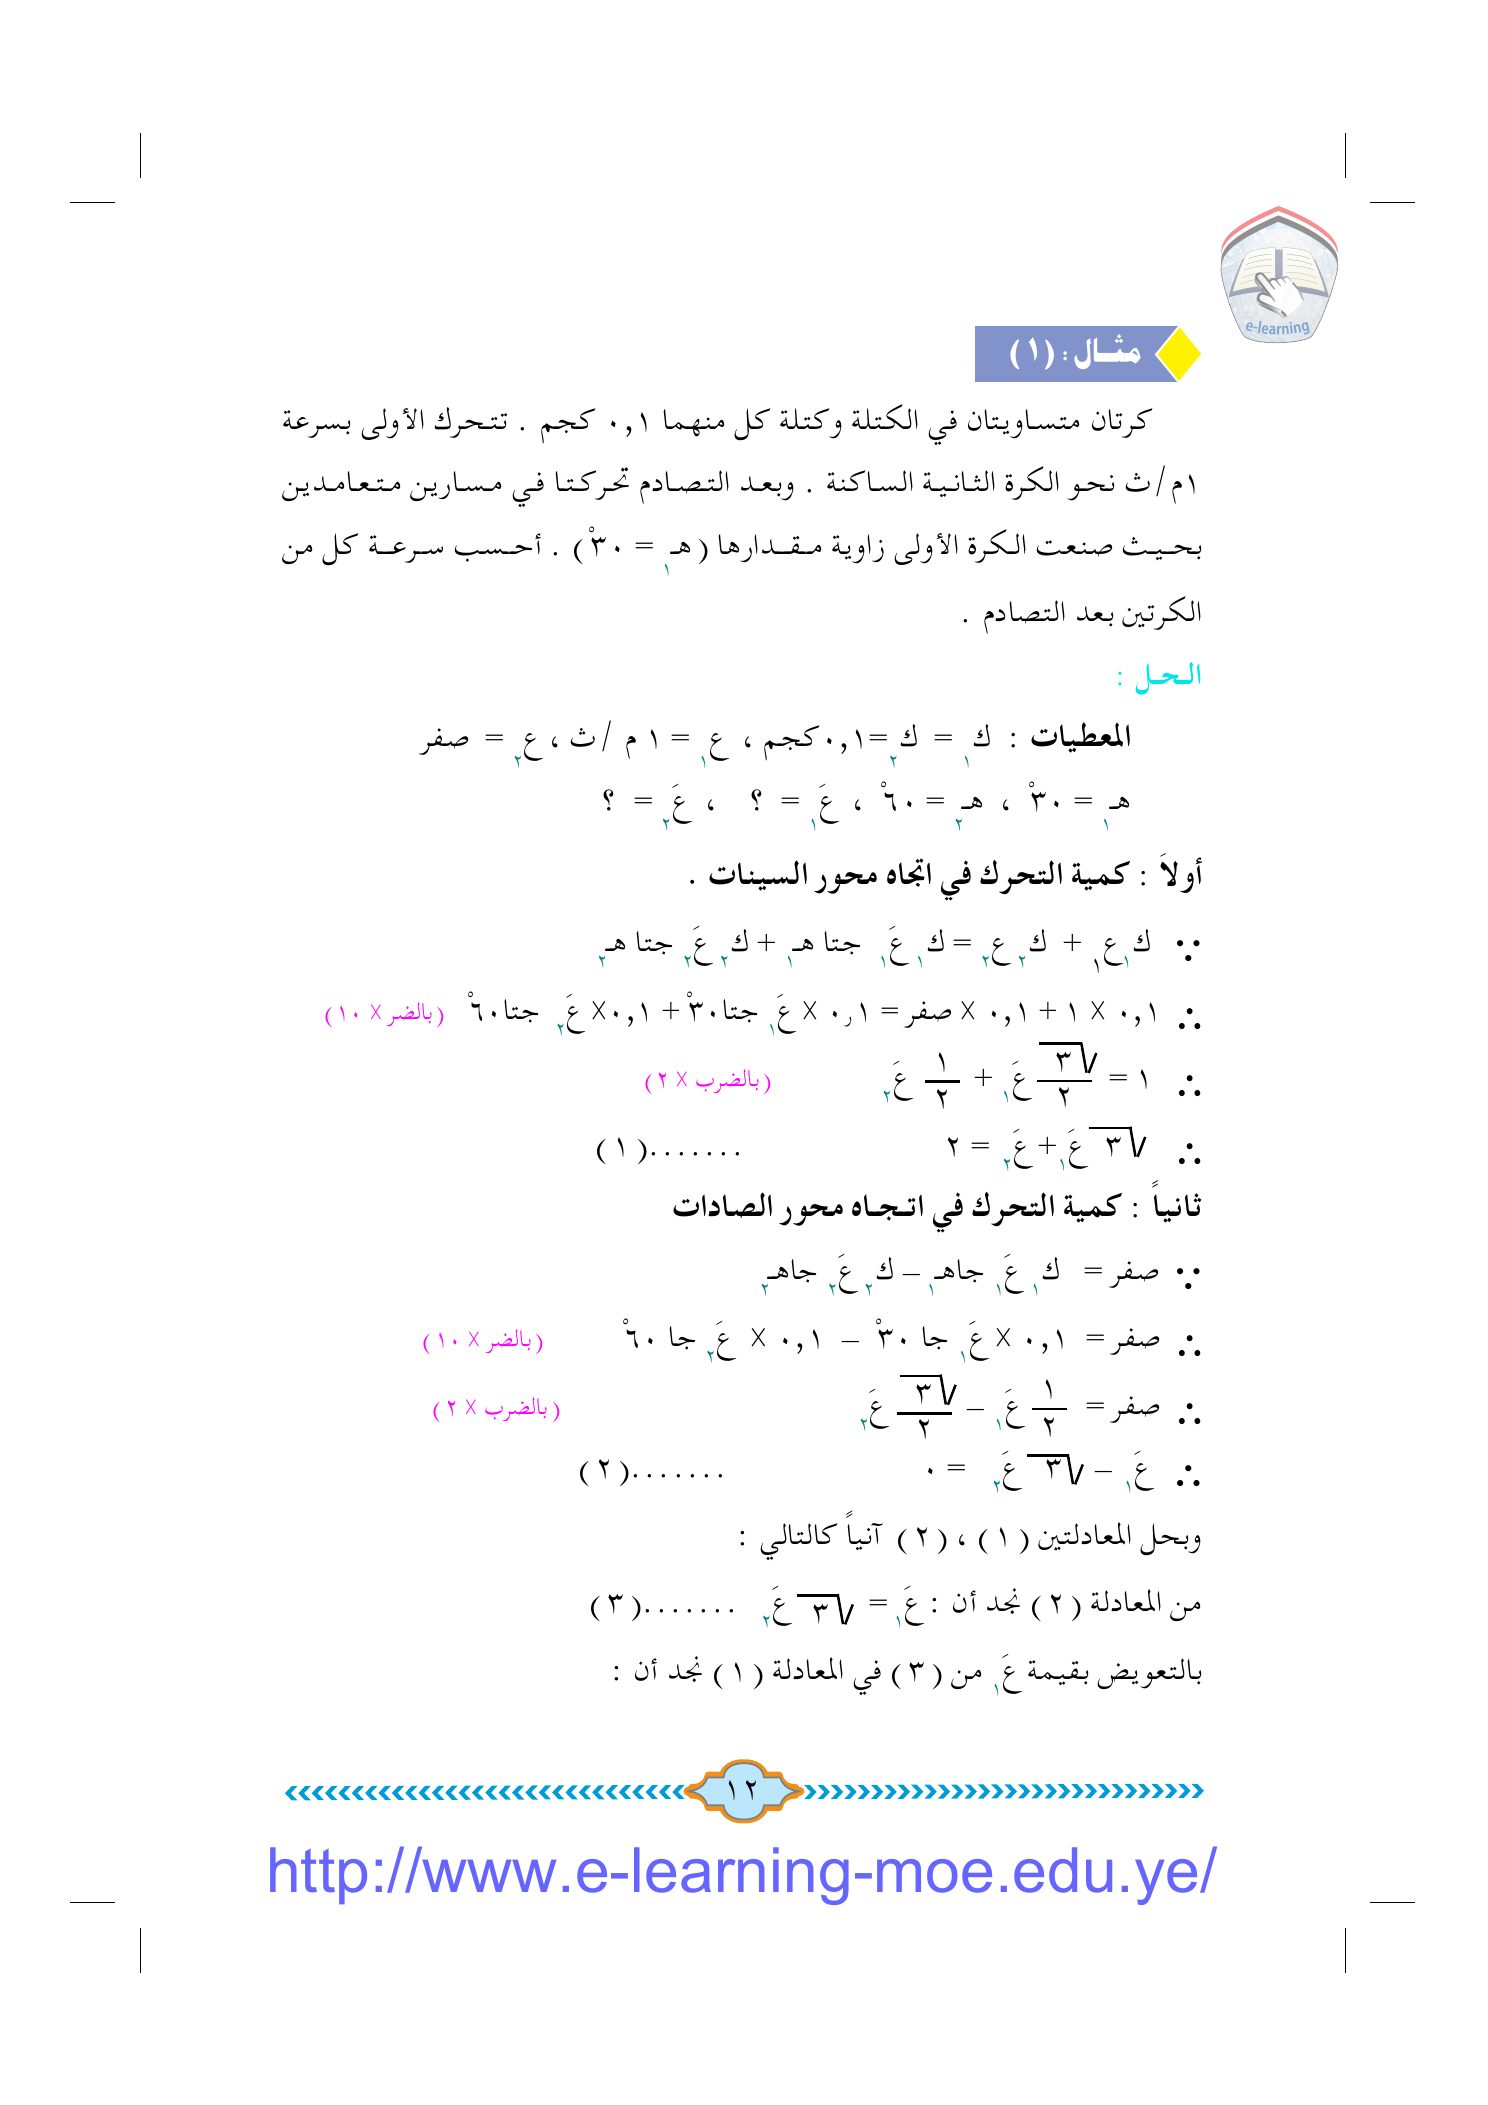 e-learning
مثال : (١)
كرتان متساويتان في الكتلة وكتلة كل منهما ٠,١ كجم . تتحرك الأولى بسرعة
١م/ث نحو الكرة الثانية الساكنة . وبعد التصادم تحركتا في مسارين متعامدين
بحيث صنعت الكرة الأولى زاوية مقدارها (هـ١ = ٣٠°) . أحسب سرعة كل من
الكرتين بعد التصادم .
الحل :
المعطيات : ك١ = ك٢ =٠,١كجم ، ع١ = ١ م /ث ، ع٢ = صفر
هـ١ = ٣٠° ، هـ٢ = ٦٠° ، عَ١ = ؟ ، عَ٢ = ؟
أولاً : كمية التحرك في اتجاه محور السينات .
∵ ك١ع١ + ك٢ ع٢ = ك١ عَ١ جتا هـ١ + ك٢ عَ٢ جتا هـ٢
∴ ٠,١ × ١ + ٠,١ × صفر = ٠٫١ × عَ١ جتا٣٠° + ٠,١× عَ٢ جتا٦٠° (بالضر × ١٠)
∴ ١ = √٣/٢ عَ١ + ١/٢ عَ٢ (بالضرب × ٢)
∴ √٣ عَ١ + عَ٢ = ٢ .......(١)
ثانياً : كمية التحرك في اتجاه محور الصادات
∵ صفر = ك١ عَ١ جاهـ١ – ك٢ عَ٢ جاهـ٢
∴ صفر = ٠,١ × عَ١ جا ٣٠° – ٠,١ × عَ٢ جا ٦٠° (بالضر × ١٠)
∴ صفر = ١/٢ عَ١ – √٣/٢ عَ٢ (بالضرب × ٢)
∴ عَ١ – √٣ عَ٢ = ٠ .......(٢)
وبحل المعادلتين (١) ، (٢) آنياً كالتالي :
من المعادلة (٢) نجد أن : عَ١ = √٣ عَ٢ .......(٣)
بالتعويض بقيمة عَ١ من (٣) في المعادلة (١) نجد أن :
١٢
http://www.e-learning-moe.edu.ye/